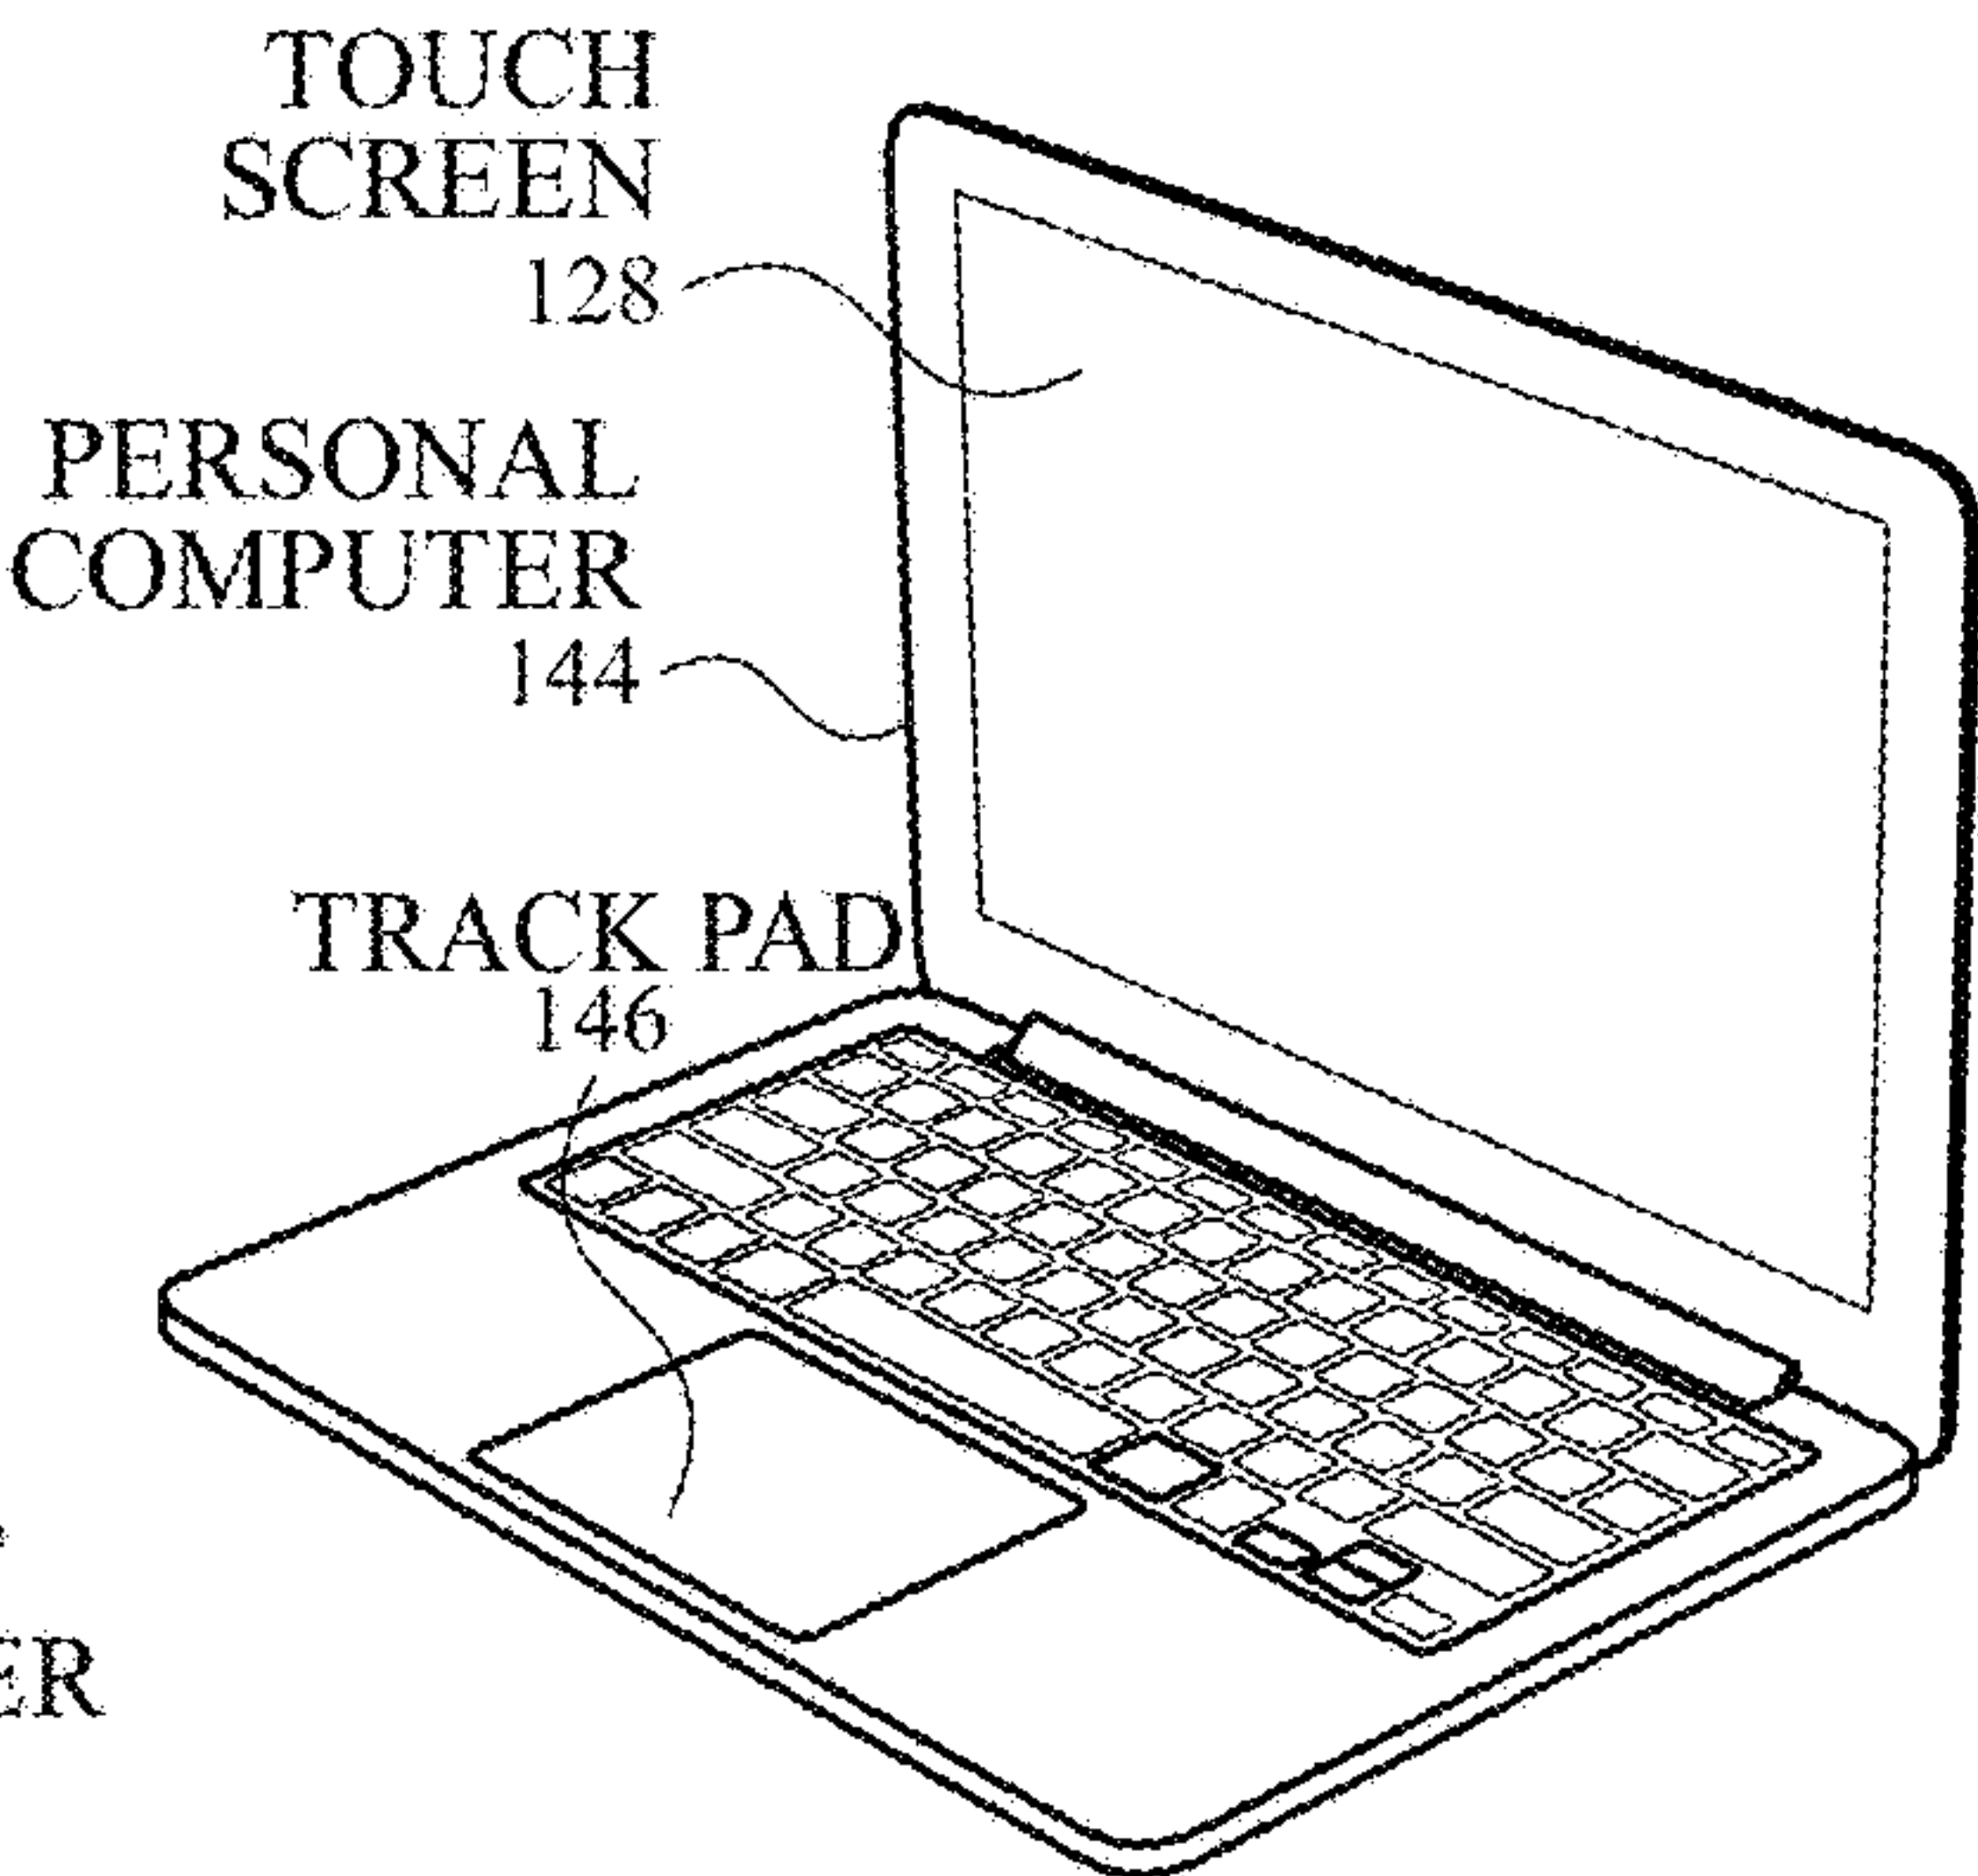 TOUCH
SCREEN
128
PERSONAL
COMPUTER
144
TRACK PAD
146
ER